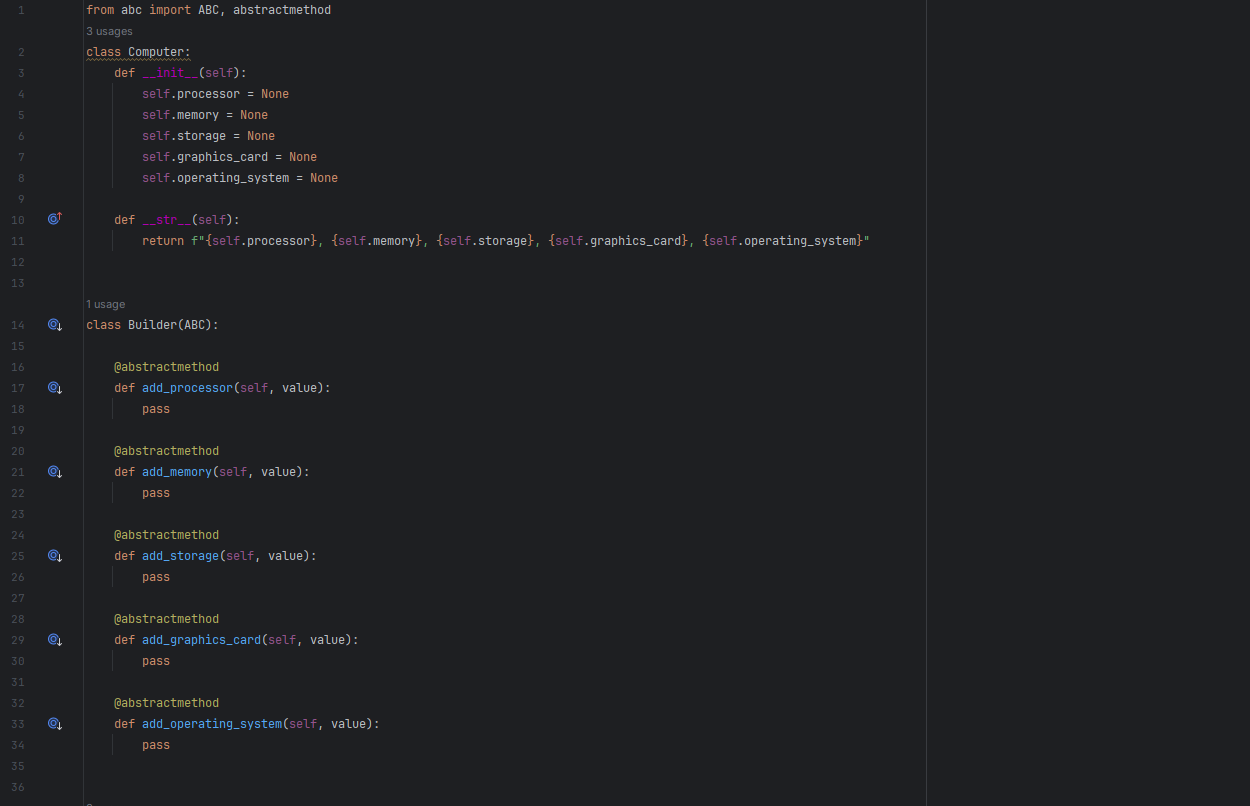 1 from abc import ABC, abstractmethod
3 usages
2 class Computer:
3     def __init__(self):
4         self.processor = None
5         self.memory = None
6         self.storage = None
7         self.graphics_card = None
8         self.operating_system = None
9
10     def __str__(self):
11         return f"{self.processor}, {self.memory}, {self.storage}, {self.graphics_card}, {self.operating_system}"
12
13
1 usage
14 class Builder(ABC):
15
16     @abstractmethod
17     def add_processor(self, value):
18         pass
19
20     @abstractmethod
21     def add_memory(self, value):
22         pass
23
24     @abstractmethod
25     def add_storage(self, value):
26         pass
27
28     @abstractmethod
29     def add_graphics_card(self, value):
30         pass
31
32     @abstractmethod
33     def add_operating_system(self, value):
34         pass
35
36